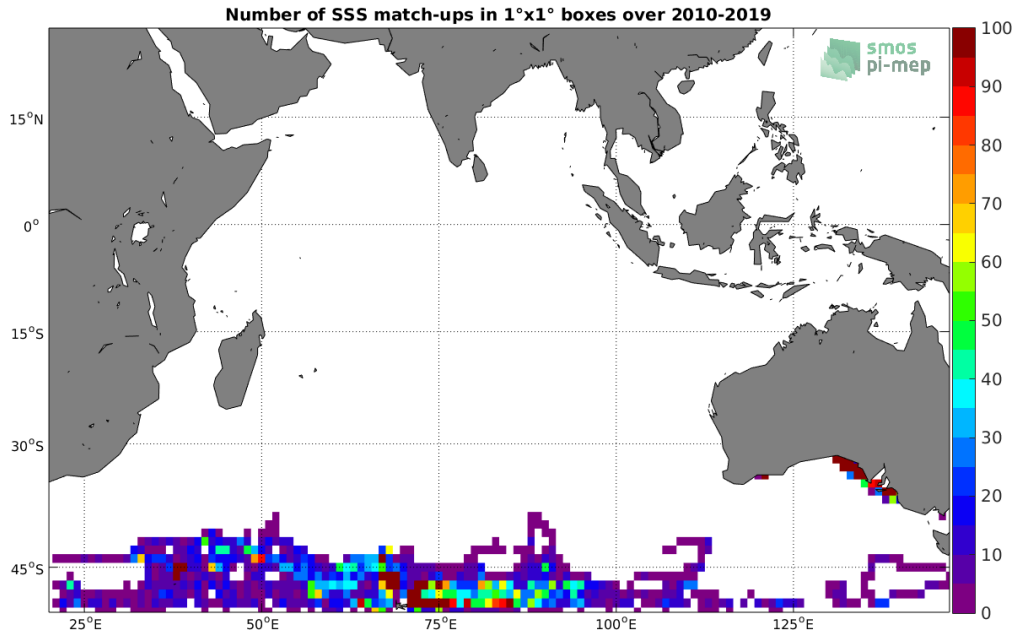 Number of SSS match-ups in 1°x1° boxes over 2010-2019
smos
pi-mep
100
90
80
70
60
50
40
30
20
10
0
15°N
0°
15°S
30°S
45°S
25°E
50°E
75°E
100°E
125°E